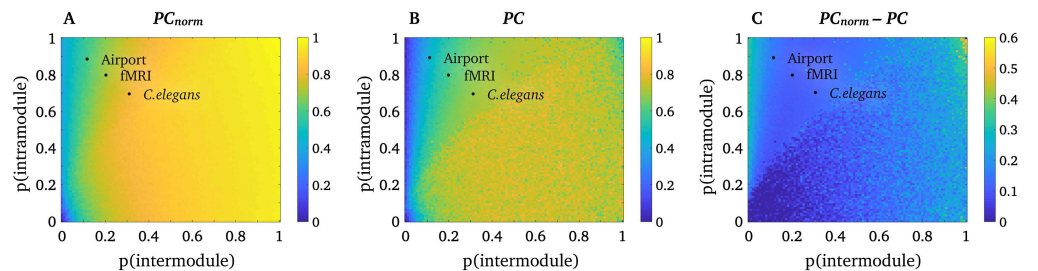 A PCnorm
B PC
C PCnorm – PC
1 0.8 0.6 0.4 0.2 0
p(intramodule)
Airport
fMRI
C.elegans
0 0.2 0.4 0.6 0.8 1
p(intermodule)
1 0.8 0.6 0.4 0.2 0
1 0.8 0.6 0.4 0.2 0
p(intramodule)
Airport
fMRI
C.elegans
0 0.2 0.4 0.6 0.8 1
p(intermodule)
1 0.8 0.6 0.4 0.2 0
1 0.8 0.6 0.4 0.2 0
p(intramodule)
Airport
fMRI
C.elegans
0 0.2 0.4 0.6 0.8 1
p(intermodule)
0.6 0.5 0.4 0.3 0.2 0.1 0